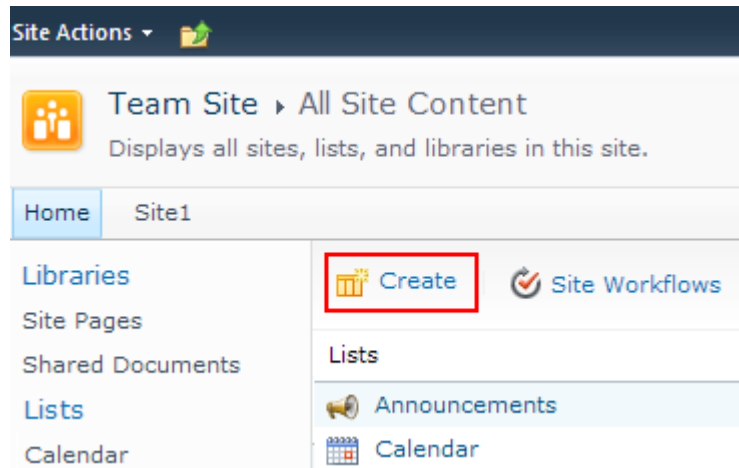 Site Actions
Team Site ▸ All Site Content
Displays all sites, lists, and libraries in this site.
Home Site1
Libraries
Site Pages
Shared Documents
Lists
Calendar
Create Site Workflows
Lists
Announcements
Calendar